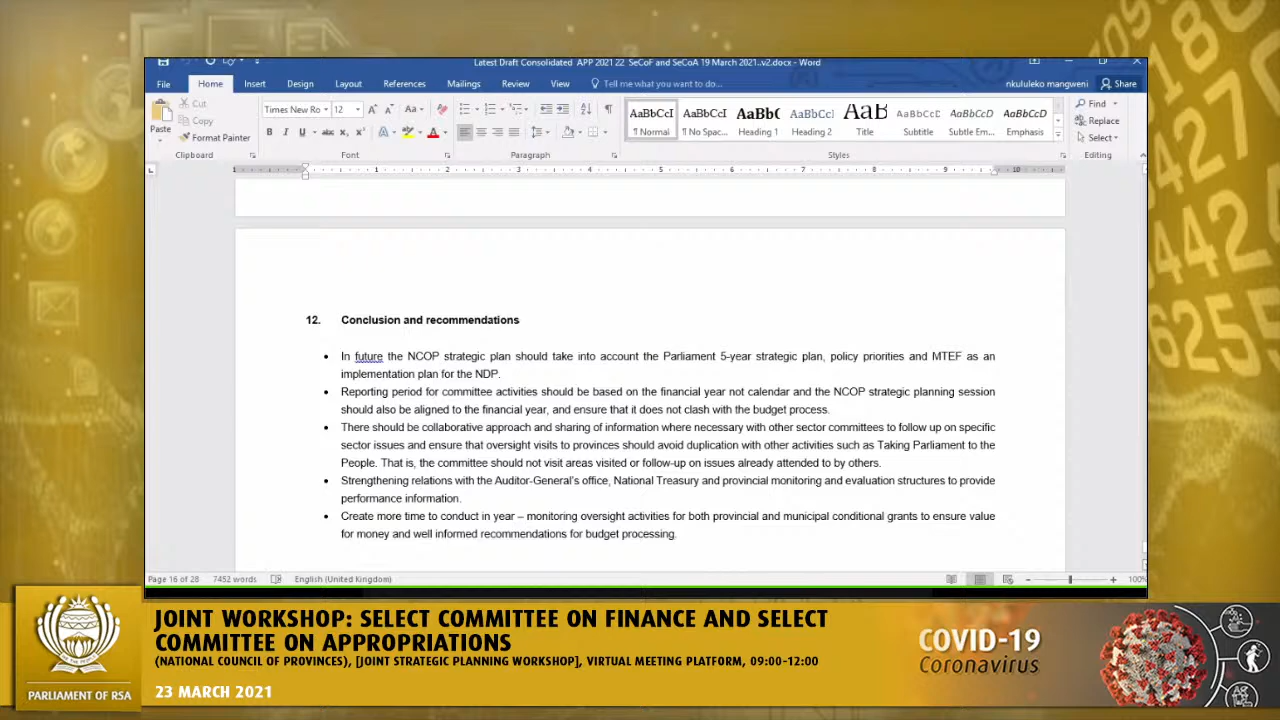 Latest Draft Consolidated APP 2021 22 SeCoF and SeCoA 19 March 2021..v2.docx - Word
File Home Insert Design Layout References Mailings Review View Tell me what you want to do... nkululeko mangweni Share
Cut
Copy
Paste
Format Painter
Clipboard
Times New Ro 12
Font
Paragraph
AaBbCcI AaBbCcI AaBbC AaBbCcI AaB AaBbCcD AaBbCcD AaBbCcD
¶ Normal ¶ No Spac... Heading 1 Heading 2 Title Subtitle Subtle Em... Emphasis
Styles
Find
Replace
Select
Editing
12. Conclusion and recommendations
• In future the NCOP strategic plan should take into account the Parliament 5-year strategic plan, policy priorities and MTEF as an
implementation plan for the NDP.
• Reporting period for committee activities should be based on the financial year not calendar and the NCOP strategic planning session
should also be aligned to the financial year, and ensure that it does not clash with the budget process.
• There should be collaborative approach and sharing of information where necessary with other sector committees to follow up on specific
sector issues and ensure that oversight visits to provinces should avoid duplication with other activities such as Taking Parliament to the
People. That is, the committee should not visit areas visited or follow-up on issues already attended to by others.
• Strengthening relations with the Auditor-General's office, National Treasury and provincial monitoring and evaluation structures to provide
performance information.
• Create more time to conduct in year – monitoring oversight activities for both provincial and municipal conditional grants to ensure value
for money and well informed recommendations for budget processing.
Page 16 of 28 7452 words English (United Kingdom) 100%
JOINT WORKSHOP: SELECT COMMITTEE ON FINANCE AND SELECT
COMMITTEE ON APPROPRIATIONS
(NATIONAL COUNCIL OF PROVINCES), [JOINT STRATEGIC PLANNING WORKSHOP], VIRTUAL MEETING PLATFORM, 09:00-12:00
23 MARCH 2021
PARLIAMENT OF RSA
COVID-19
Coronavirus